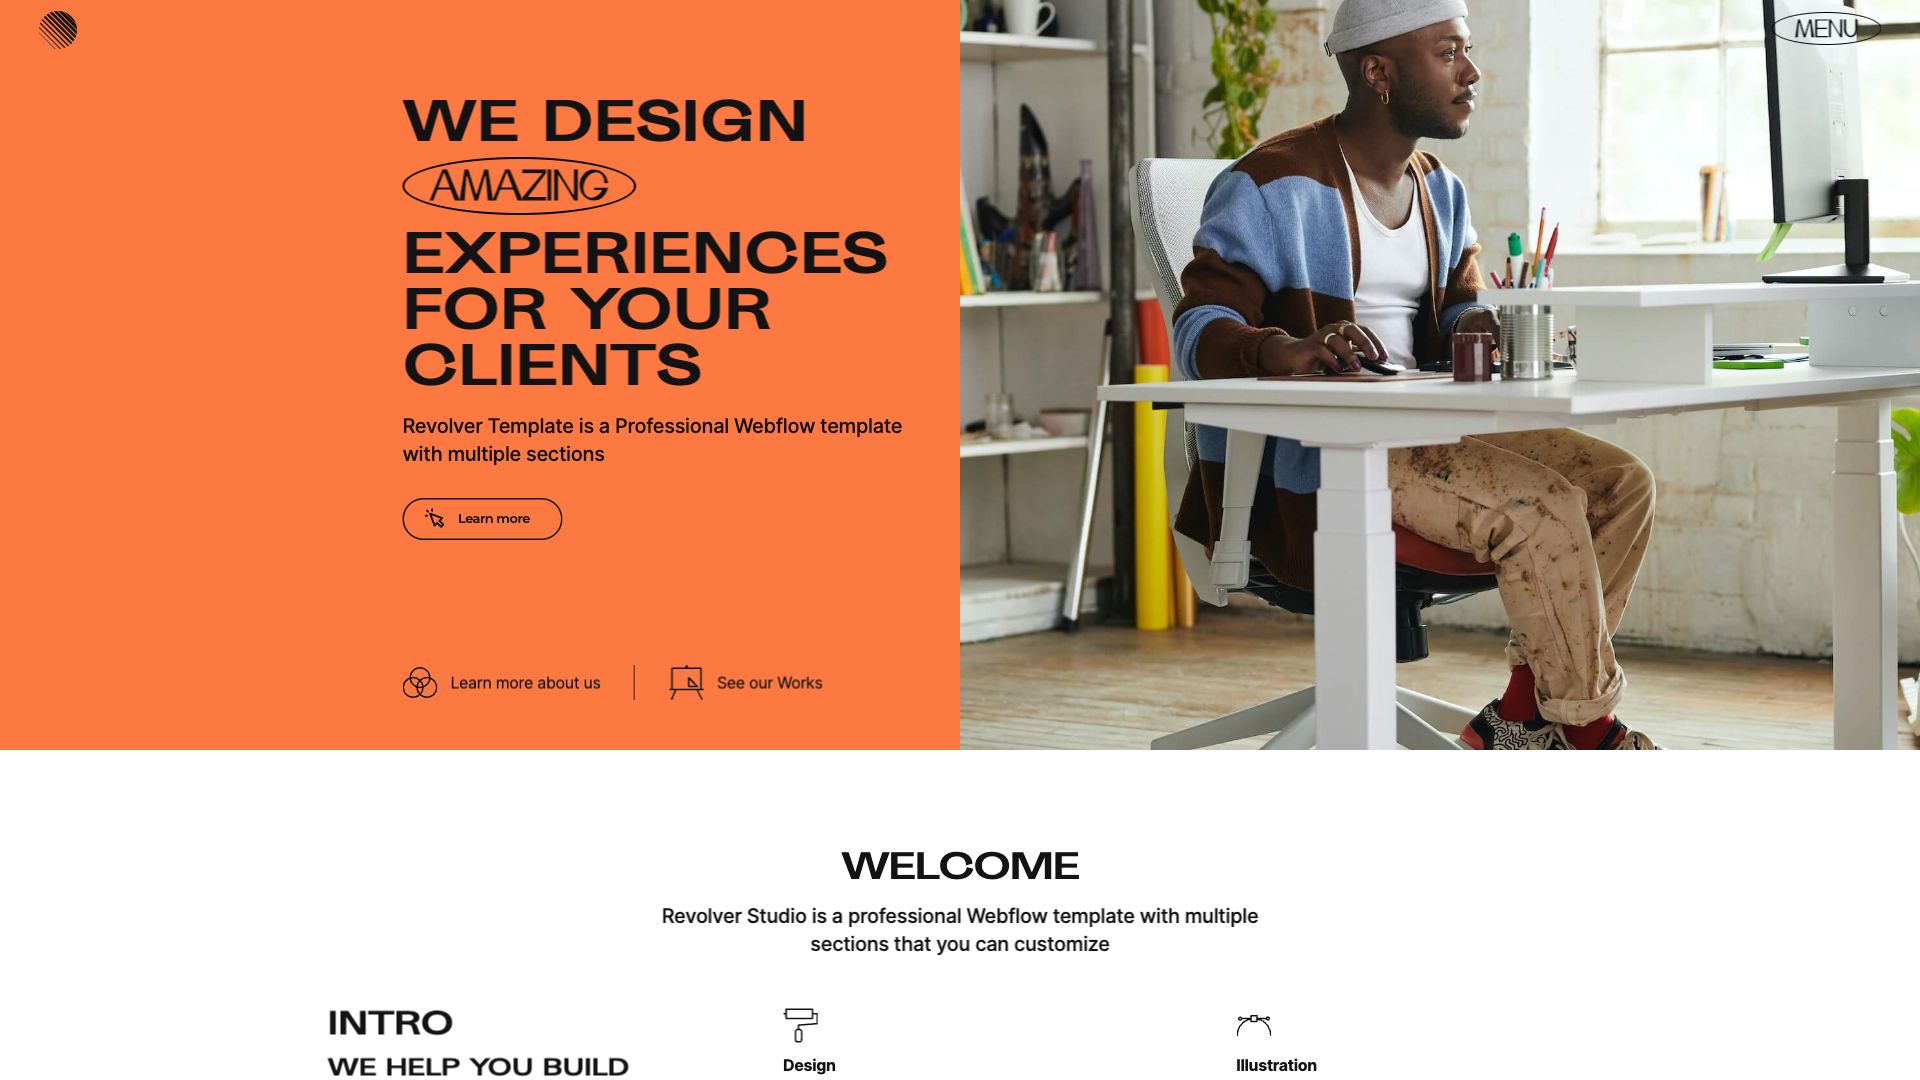 MENU
WE DESIGN
AMAZING
EXPERIENCES
FOR YOUR
CLIENTS
Revolver Template is a Professional Webflow template
with multiple sections
Learn more
Learn more about us
See our Works
WELCOME
Revolver Studio is a professional Webflow template with multiple
sections that you can customize
INTRO
WE HELP YOU BUILD
Design
Illustration